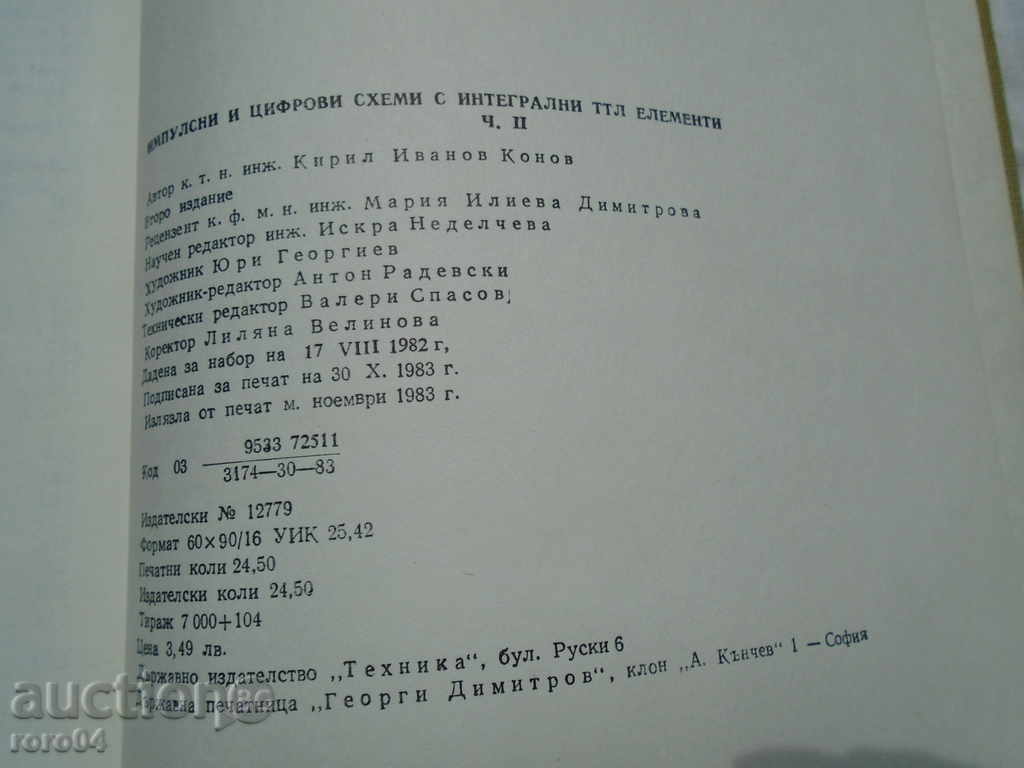 ИМПУЛСНИ И ЦИФРОВИ СХЕМИ С ИНТЕГРАЛНИ ТТЛ ЕЛЕМЕНТИ
Ч. II
Автор к. т. н. инж. Кирил Иванов Конов
Второ издание
Рецензент к. ф. м. н. инж. Мария Илиева Димитрова
Научен редактор инж. Искра Неделчева
Художник Юри Георгиев
Художник-редактор Антон Радевски
Технически редактор Валери Спасов
Коректор Лиляна Велинова
Дадена за набор на 17 VIII 1982 г,
Подписана за печат на 30 X. 1983 г.
Излязла от печат м. ноември 1983 г.
Код 03 9533 72511
3174—30—83
Издателски № 12779
Формат 60×90/16 УИК 25,42
Печатни коли 24,50
Издателски коли 24,50
Тираж 7 000+104
Цена 3,49 лв.
Държавно издателство „Техника“, бул. Руски 6
Държавна печатница „Георги Димитров“, клон „А. Кънчев“ 1 — София
auction.bg
roro04